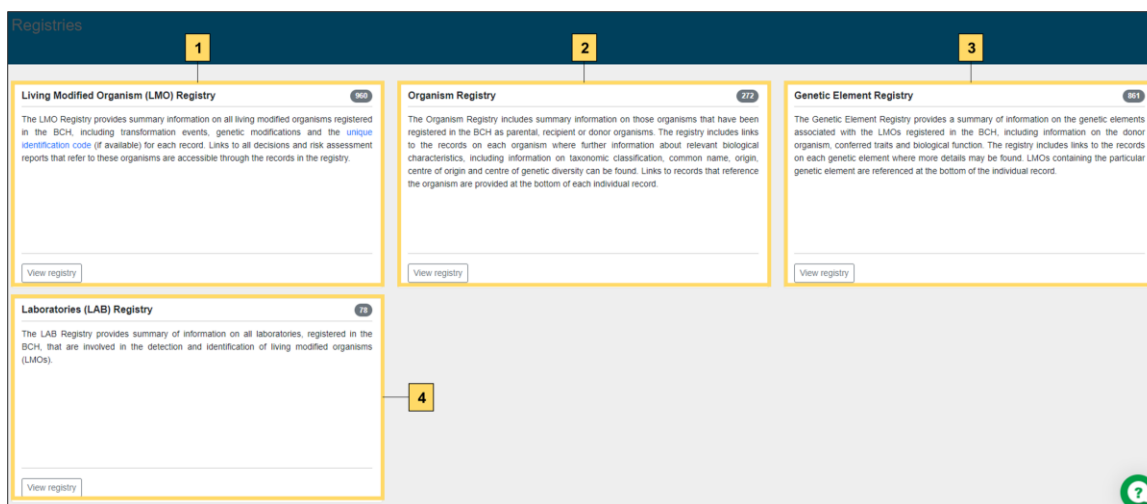 Registries
1
2
3
Living Modified Organism (LMO) Registry 960
The LMO Registry provides summary information on all living modified organisms registered
in the BCH, including transformation events, genetic modifications and the unique
identification code (if available) for each record. Links to all decisions and risk assessment
reports that refer to these organisms are accessible through the records in the registry.
View registry
Organism Registry 272
The Organism Registry includes summary information on those organisms that have been
registered in the BCH as parental, recipient or donor organisms. The registry includes links
to the records on each organism where further information about relevant biological
characteristics, including information on taxonomic classification, common name, origin,
centre of origin and centre of genetic diversity can be found. Links to records that reference
the organism are provided at the bottom of each individual record.
View registry
Genetic Element Registry 861
The Genetic Element Registry provides a summary of information on the genetic elements
associated with the LMOs registered in the BCH, including information on the donor
organism, conferred traits and biological function. The registry includes links to the records
on each genetic element where more details may be found. LMOs containing the particular
genetic element are referenced at the bottom of the individual record.
View registry
Laboratories (LAB) Registry 78
The LAB Registry provides summary of information on all laboratories, registered in the
BCH, that are involved in the detection and identification of living modified organisms
(LMOs).
4
View registry
?